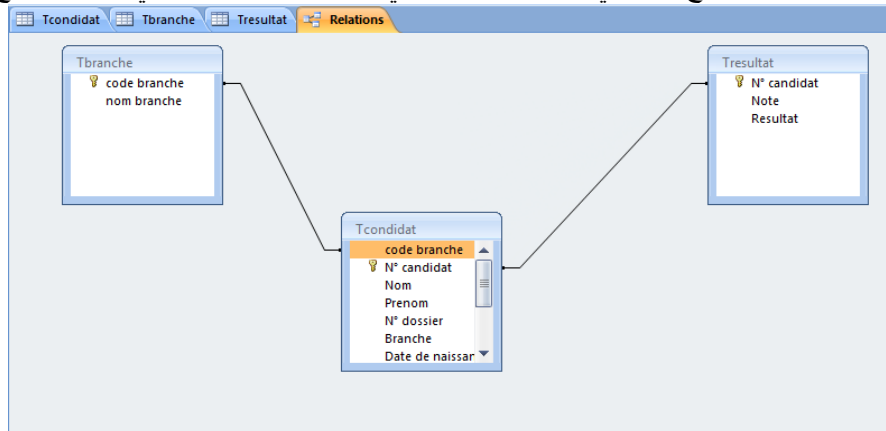 Tcondidat Tbranche Tresultat Relations
Tbranche
code branche
nom branche
Tresultat
N° candidat
Note
Resultat
Tcondidat
code branche
N° candidat
Nom
Prenom
N° dossier
Branche
Date de naissar